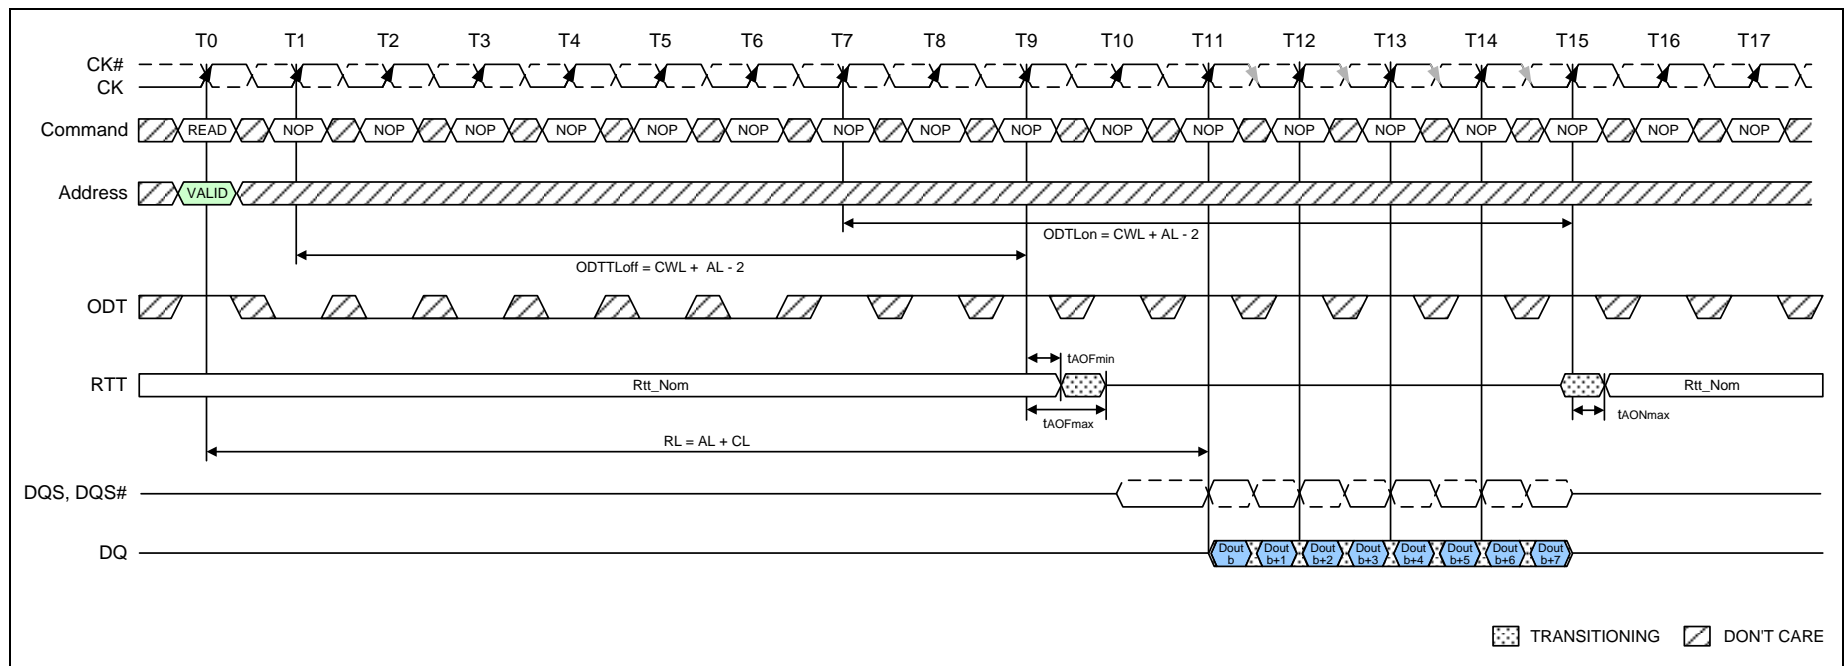 T0 T1 T2 T3 T4 T5 T6 T7 T8 T9 T10 T11 T12 T13 T14 T15 T16 T17
CK#
CK
Command READ NOP NOP NOP NOP NOP NOP NOP NOP NOP NOP NOP NOP NOP NOP NOP NOP NOP
Address VALID
ODTLon = CWL + AL - 2
ODTTLoff = CWL + AL - 2
ODT
tAOFmin
RTT Rtt_Nom Rtt_Nom
tAOFmax tAONmax
RL = AL + CL
DQS, DQS#
DQ Dout b Dout b+1 Dout b+2 Dout b+3 Dout b+4 Dout b+5 Dout b+6 Dout b+7
TRANSITIONING DON'T CARE